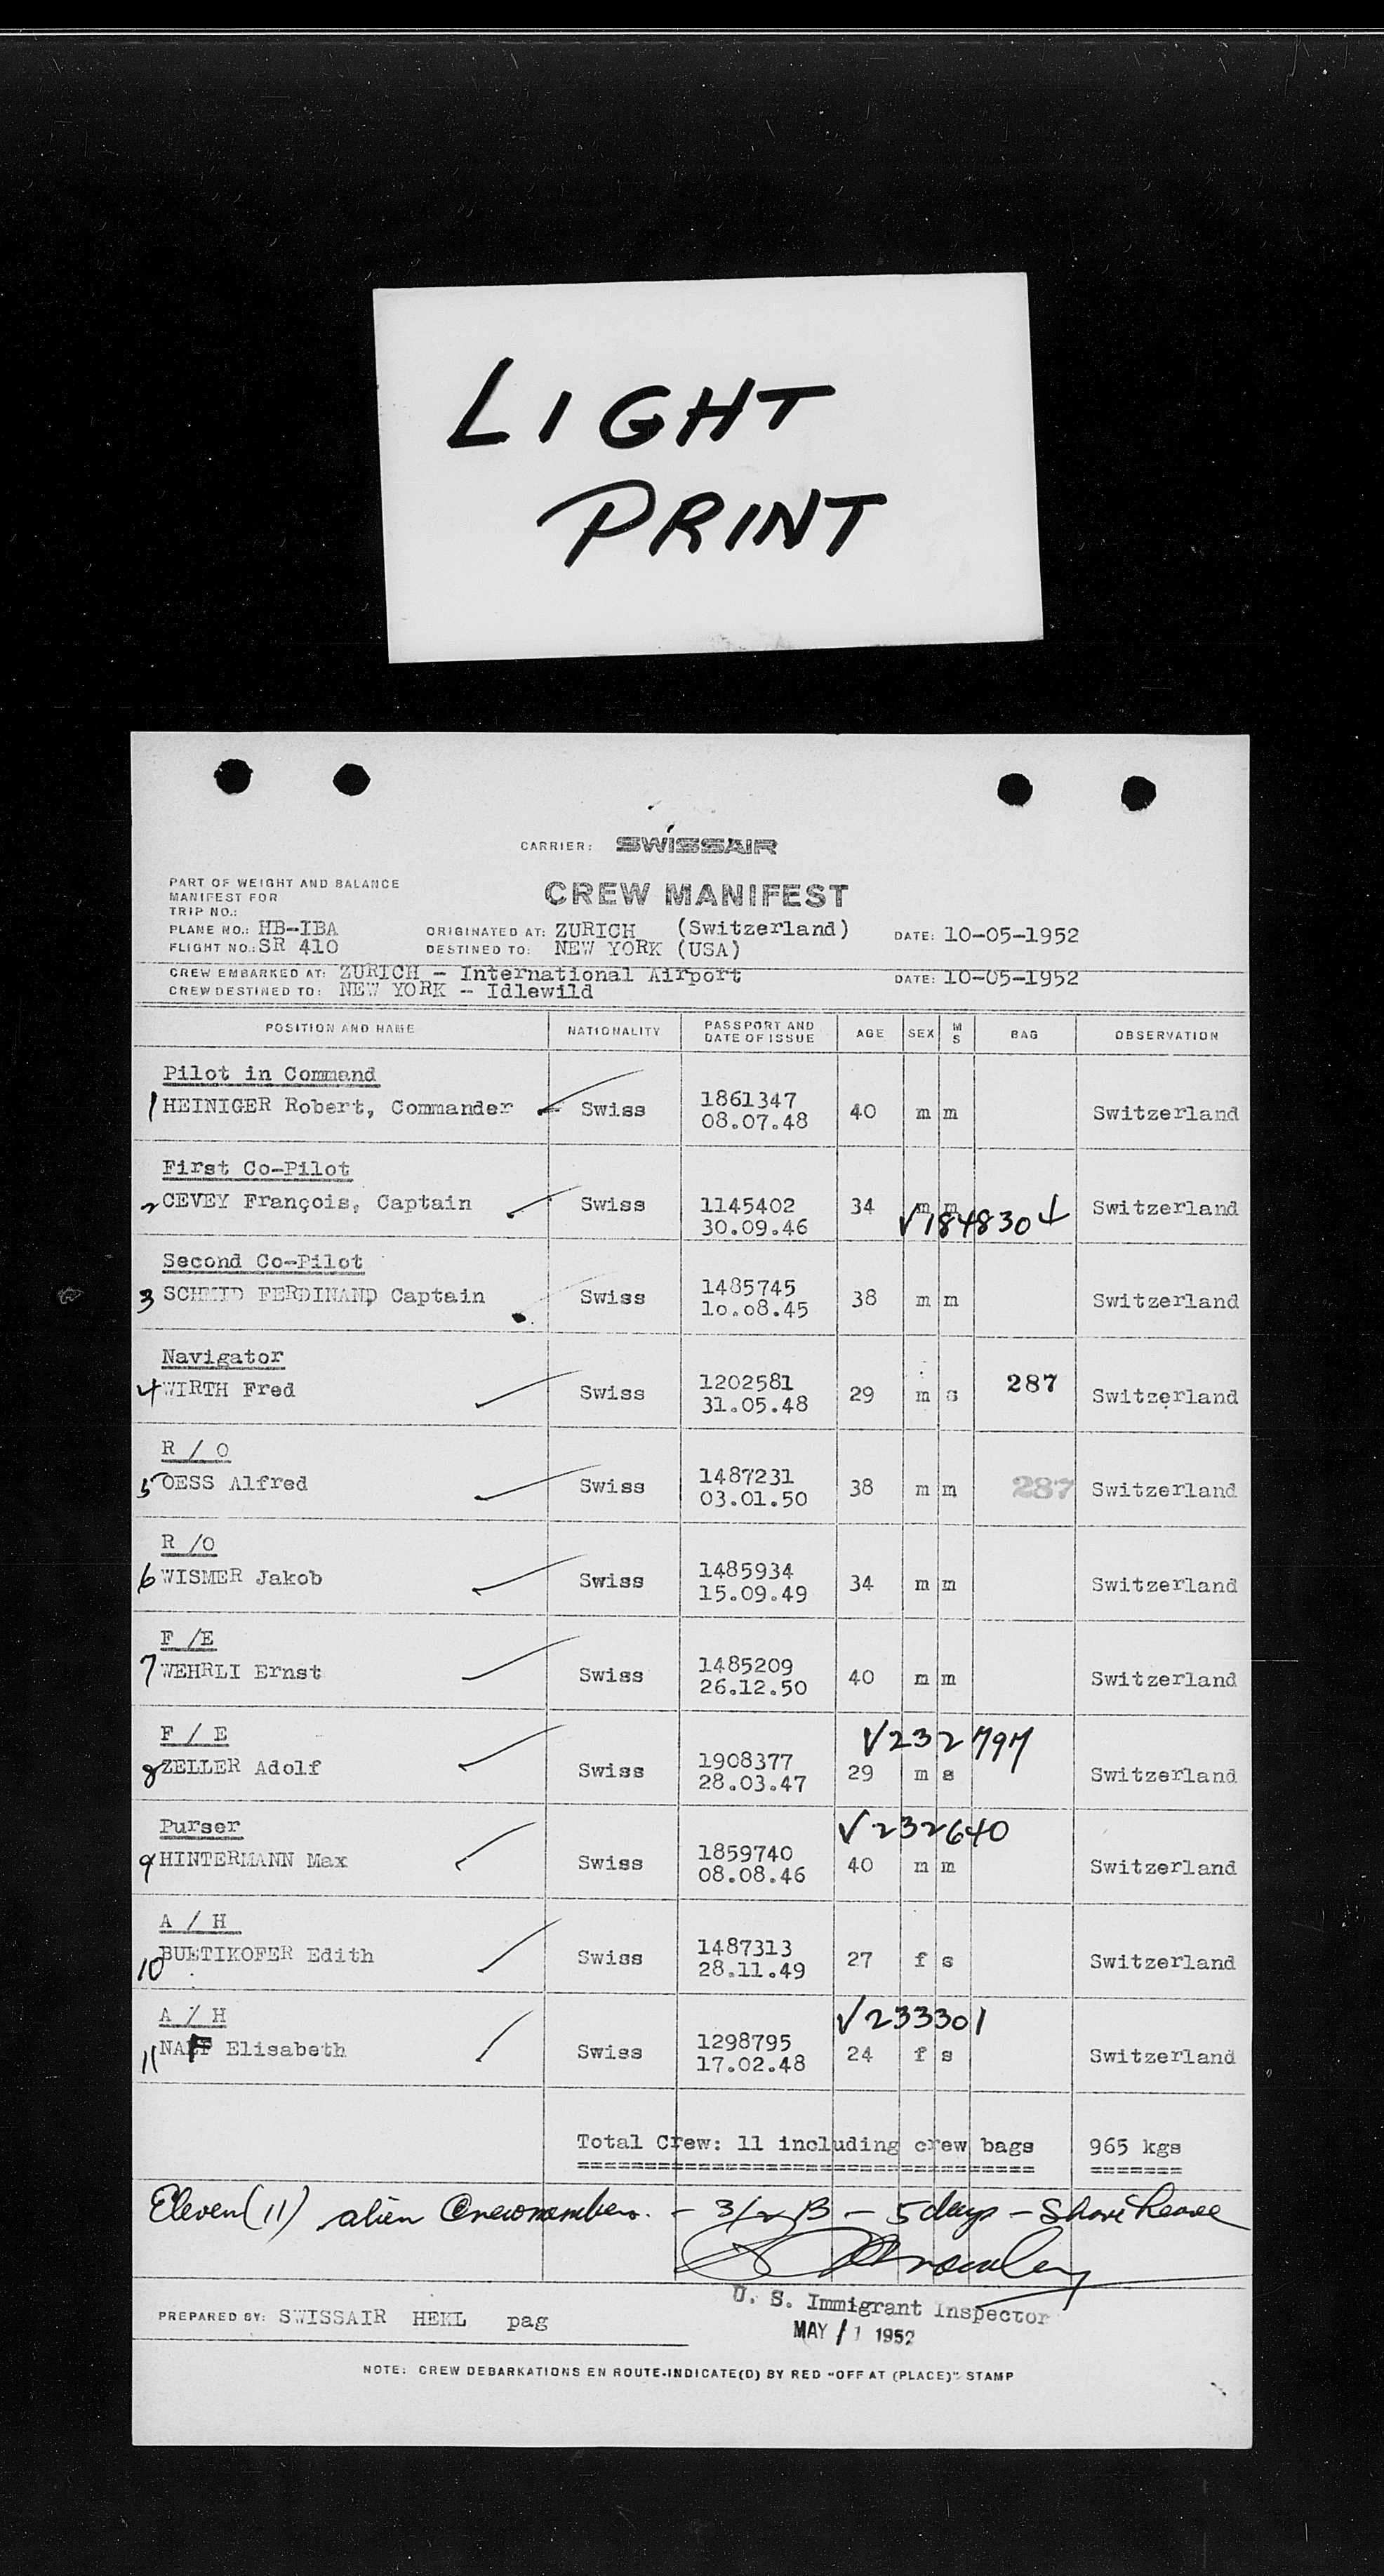 LIGHT
PRINT
CARRIER: SWISSAIR
PART OF WEIGHT AND BALANCE
MANIFEST FOR
CREW MANIFEST
TRIP NO.:
PLANE NO.: HB-IBA ORIGINATED AT: ZURICH (Switzerland) DATE: 10-05-1952
FLIGHT NO.: SR 410 DESTINED TO: NEW YORK (USA)
CREW EMBARKED AT: ZURICH - International Airport DATE: 10-05-1952
CREW DESTINED TO: NEW YORK - Idlewild
POSITION AND NAME NATIONALITY PASSPORT AND DATE OF ISSUE AGE SEX M S BAG OBSERVATION
Pilot in Command
1 HEINIGER Robert, Commander Swiss 1861347 40 m m Switzerland
08.07.48
First Co-Pilot
2 CEVEY François, Captain Swiss 1145402 34 m m Switzerland
30.09.46 √184830
Second Co-Pilot
3 SCHMID FERDINAND Captain Swiss 1485745 38 m m Switzerland
10.08.45
Navigator
4 WIRTH Fred Swiss 1202581 29 m s 287 Switzerland
31.05.48
R / O
5 OESS Alfred Swiss 1487231 38 m m 287 Switzerland
03.01.50
R /O
6 WISMER Jakob Swiss 1485934 34 m m Switzerland
15.09.49
F /E
7 WEHRLI Ernst Swiss 1485209 40 m m Switzerland
26.12.50
F / E √232797
8 ZELLER Adolf Swiss 1908377 29 m s Switzerland
28.03.47
Purser √232640
9 HINTERMANN Max Swiss 1859740 40 m m Switzerland
08.08.46
A / H
10 BULTIKOFER Edith Swiss 1487313 27 f s Switzerland
28.11.49
A / H √233301
11 NAEF Elisabeth Swiss 1298795 24 f s Switzerland
17.02.48
Total Crew: 11 including crew bags 965 kgs
Eleven (11) alien Crewmembers. - 3/2 B - 5 days - Shore Leave
U. S. Immigrant Inspector
PREPARED BY: SWISSAIR HEKL pag
MAY 1 1952
NOTE: CREW DEBARKATIONS EN ROUTE-INDICATE(D) BY RED "OFF AT (PLACE)" STAMP